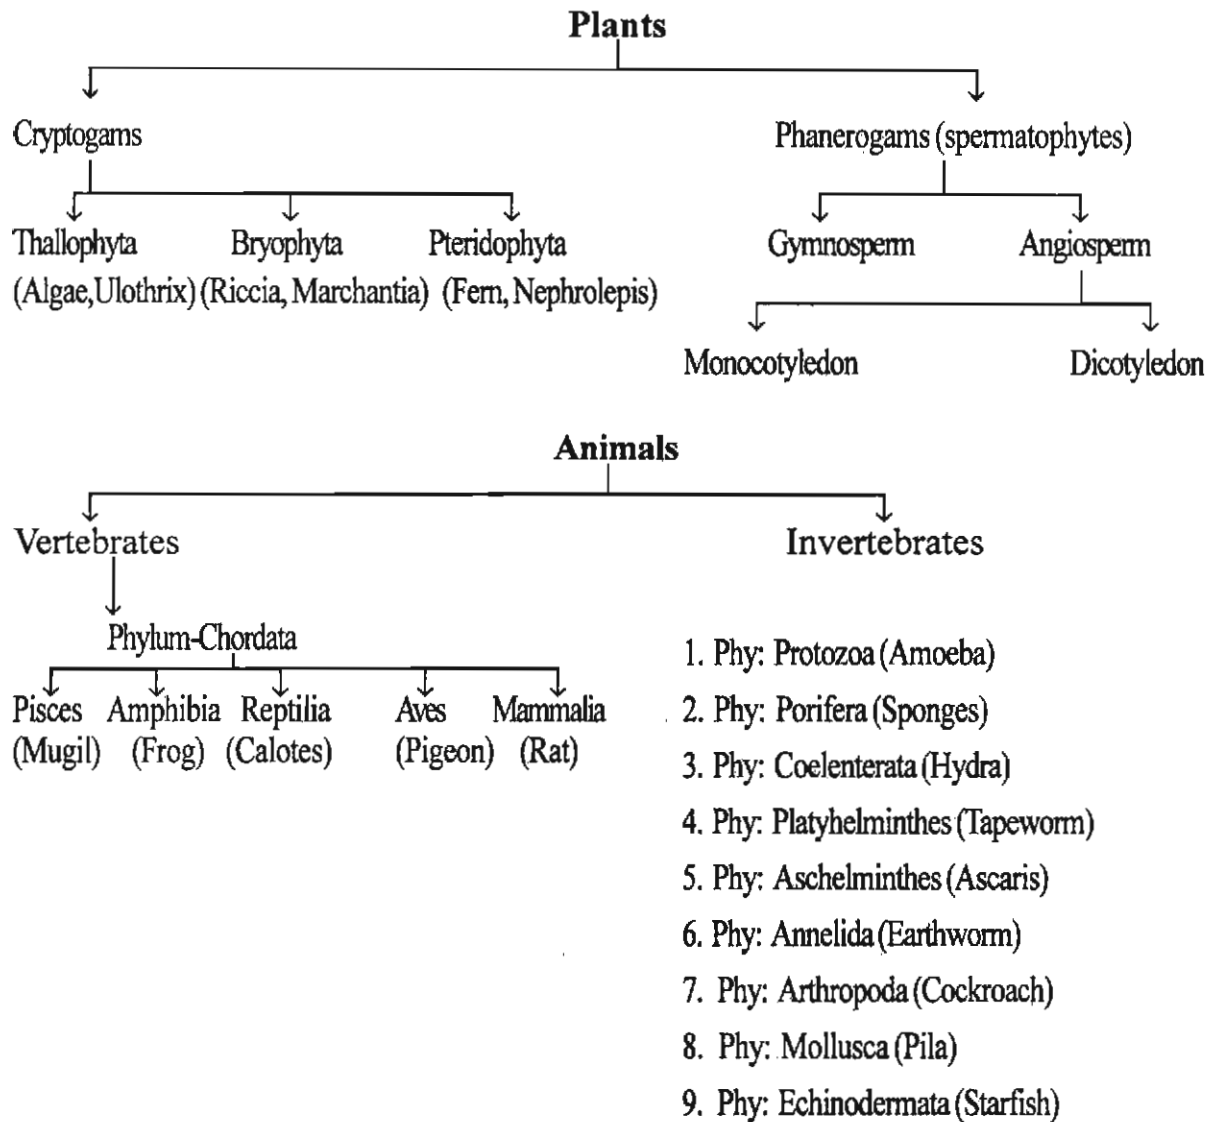 Plants
Cryptogams Phanerogams (spermatophytes)
Thallophyta Bryophyta Pteridophyta Gymnosperm Angiosperm
(Algae,Ulothrix) (Riccia, Marchantia) (Fern, Nephrolepis)
Monocotyledon Dicotyledon
Animals
Vertebrates Invertebrates
Phylum-Chordata
Pisces Amphibia Reptilia Aves Mammalia
(Mugil) (Frog) (Calotes) (Pigeon) (Rat)
1. Phy: Protozoa (Amoeba)
2. Phy: Porifera (Sponges)
3. Phy: Coelenterata (Hydra)
4. Phy: Platyhelminthes (Tapeworm)
5. Phy: Aschelminthes (Ascaris)
6. Phy: Annelida (Earthworm)
7. Phy: Arthropoda (Cockroach)
8. Phy: Mollusca (Pila)
9. Phy: Echinodermata (Starfish)